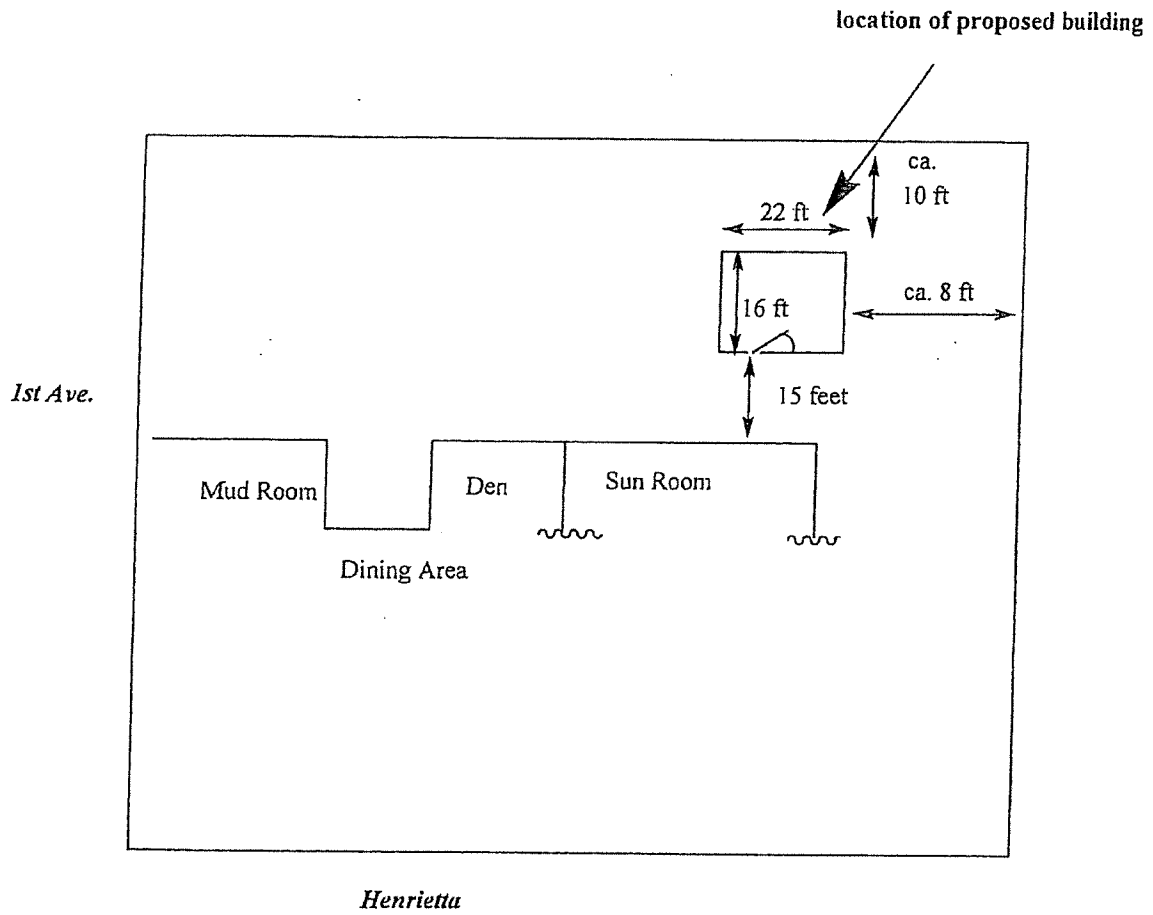 location of proposed building
ca.
10 ft
22 ft
16 ft
ca. 8 ft
15 feet
1st Ave.
Mud Room
Den
Sun Room
Dining Area
Henrietta